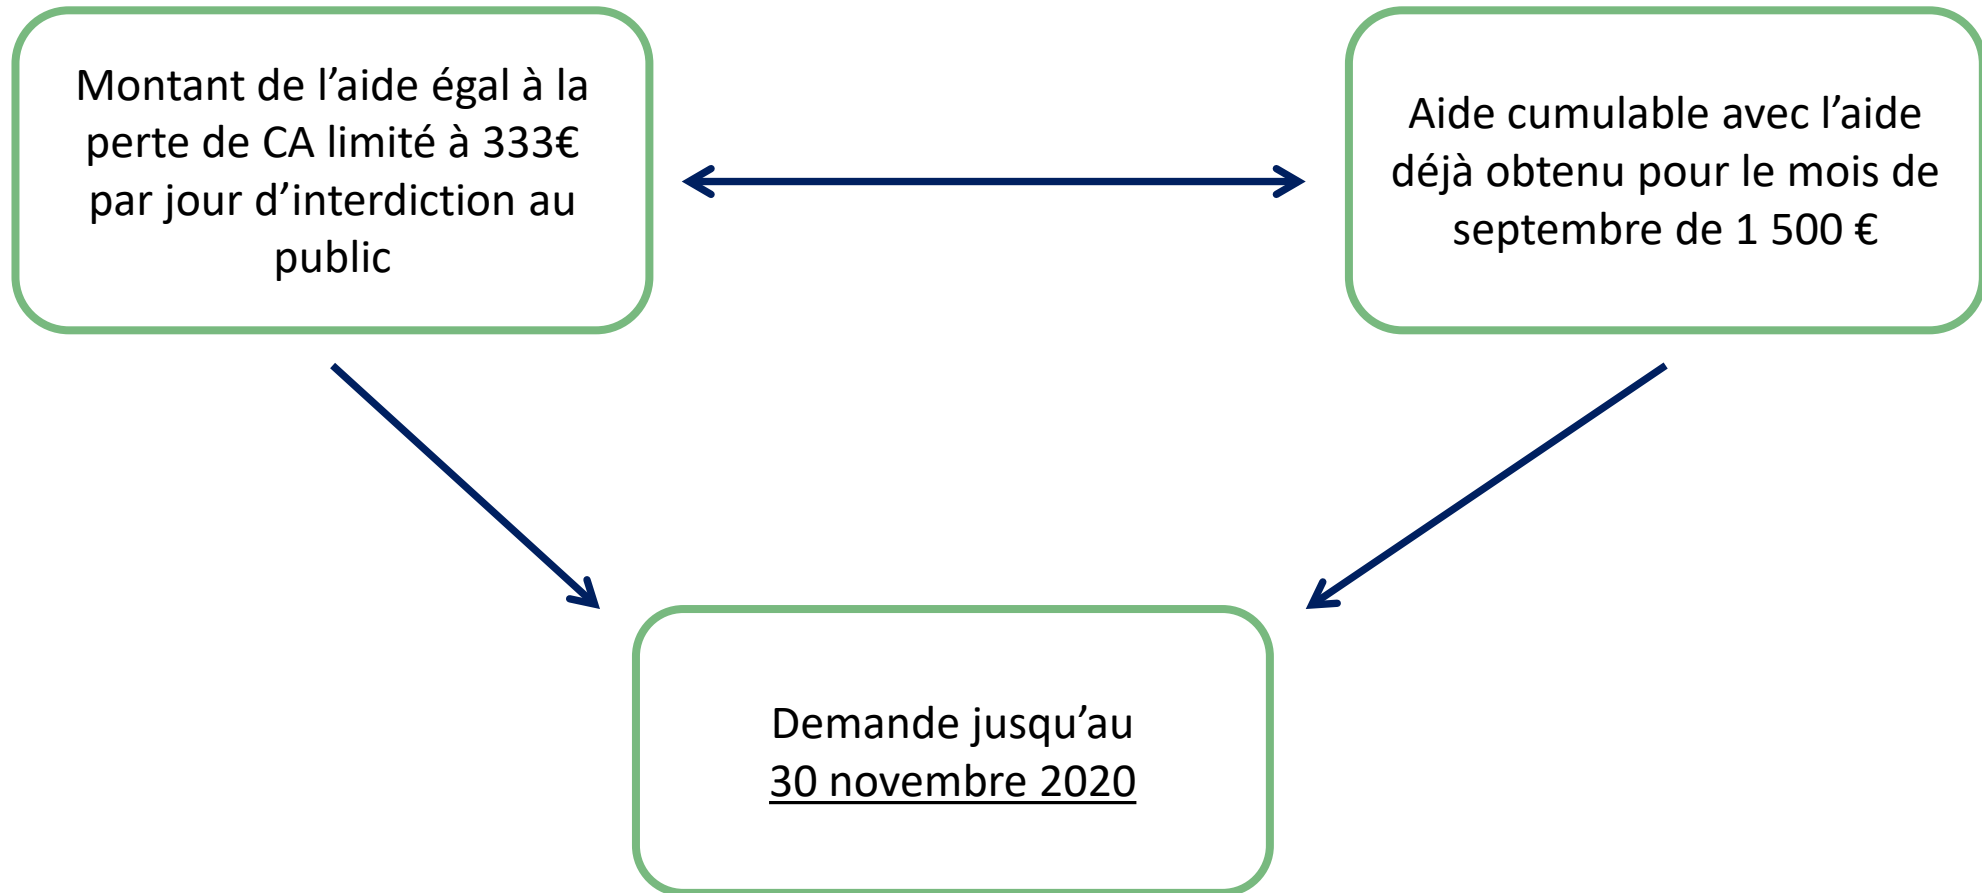 Montant de l’aide égal à la
perte de CA limité à 333€
par jour d’interdiction au
public
Aide cumulable avec l’aide
déjà obtenu pour le mois de
septembre de 1 500 €
Demande jusqu’au
30 novembre 2020